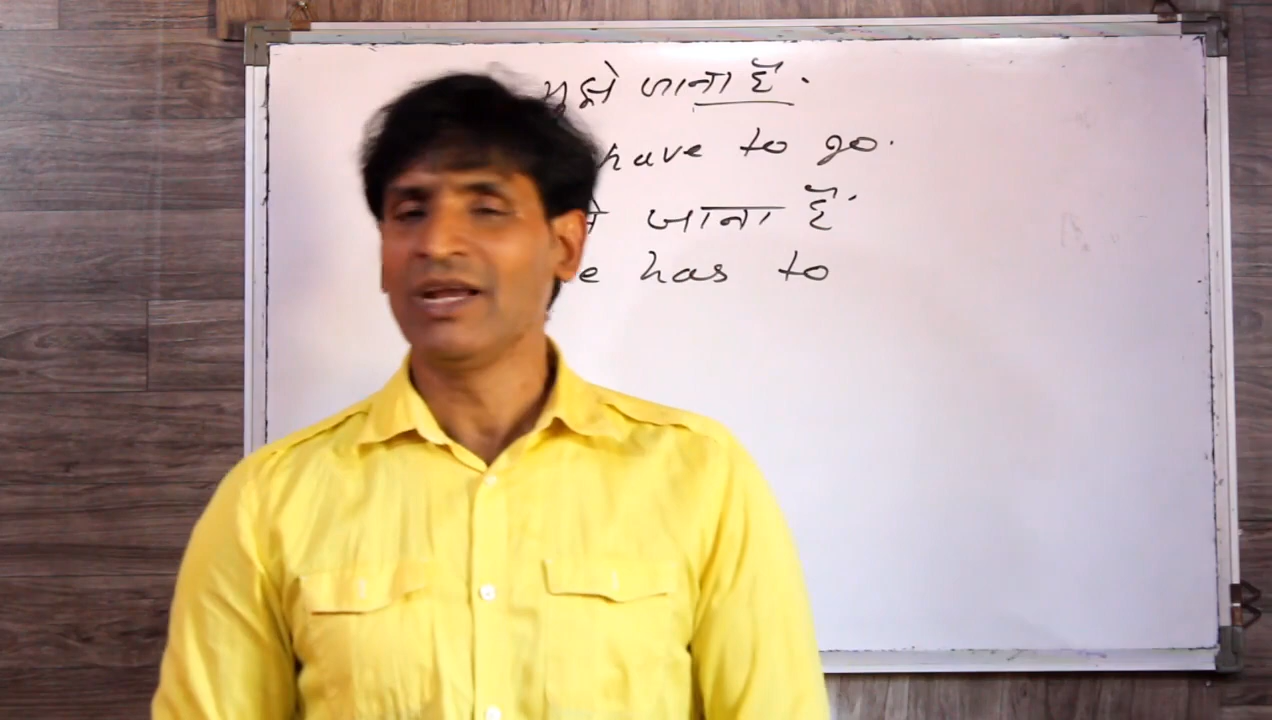 मुझे जाना है.
have to go.
जाना है.
has to